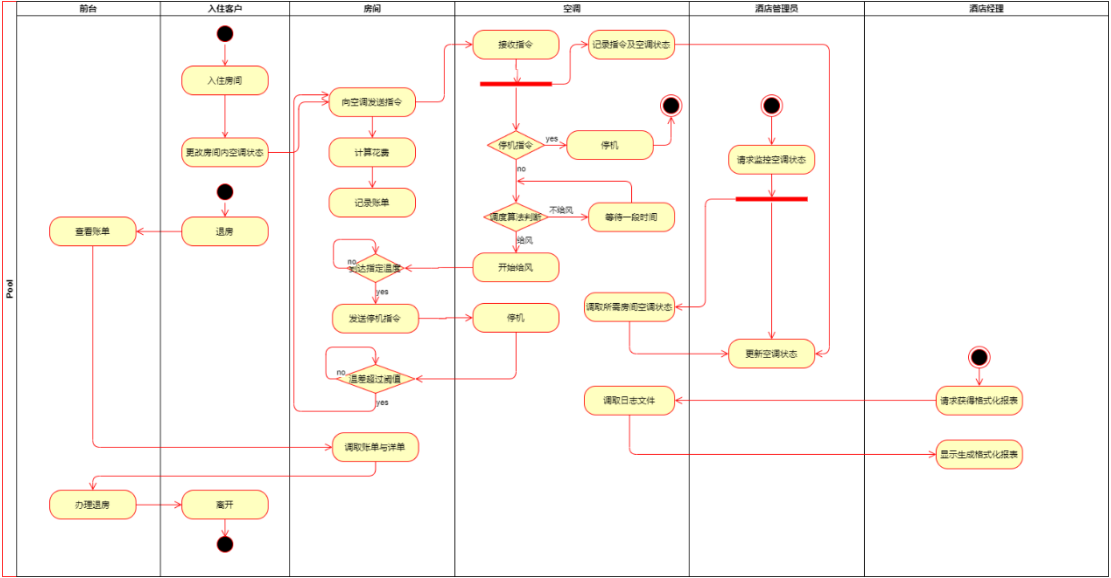 前台
入住客户
房间
空调
酒店管理员
酒店经理
Pool
接收指令
记录指令及空调状态
入住房间
向空调发送指令
停机指令
yes
停机
no
更改房间内空调状态
计算花费
请求监控空调状态
记录账单
调度算法判断
不给风
等待一段时间
给风
查看账单
退房
到达指定温度
no
yes
开始给风
调取所需房间空调状态
发送停机指令
停机
更新空调状态
温差超过阈值
no
yes
调取日志文件
请求获得格式化报表
调取账单与详单
显示生成格式化报表
办理退房
离开